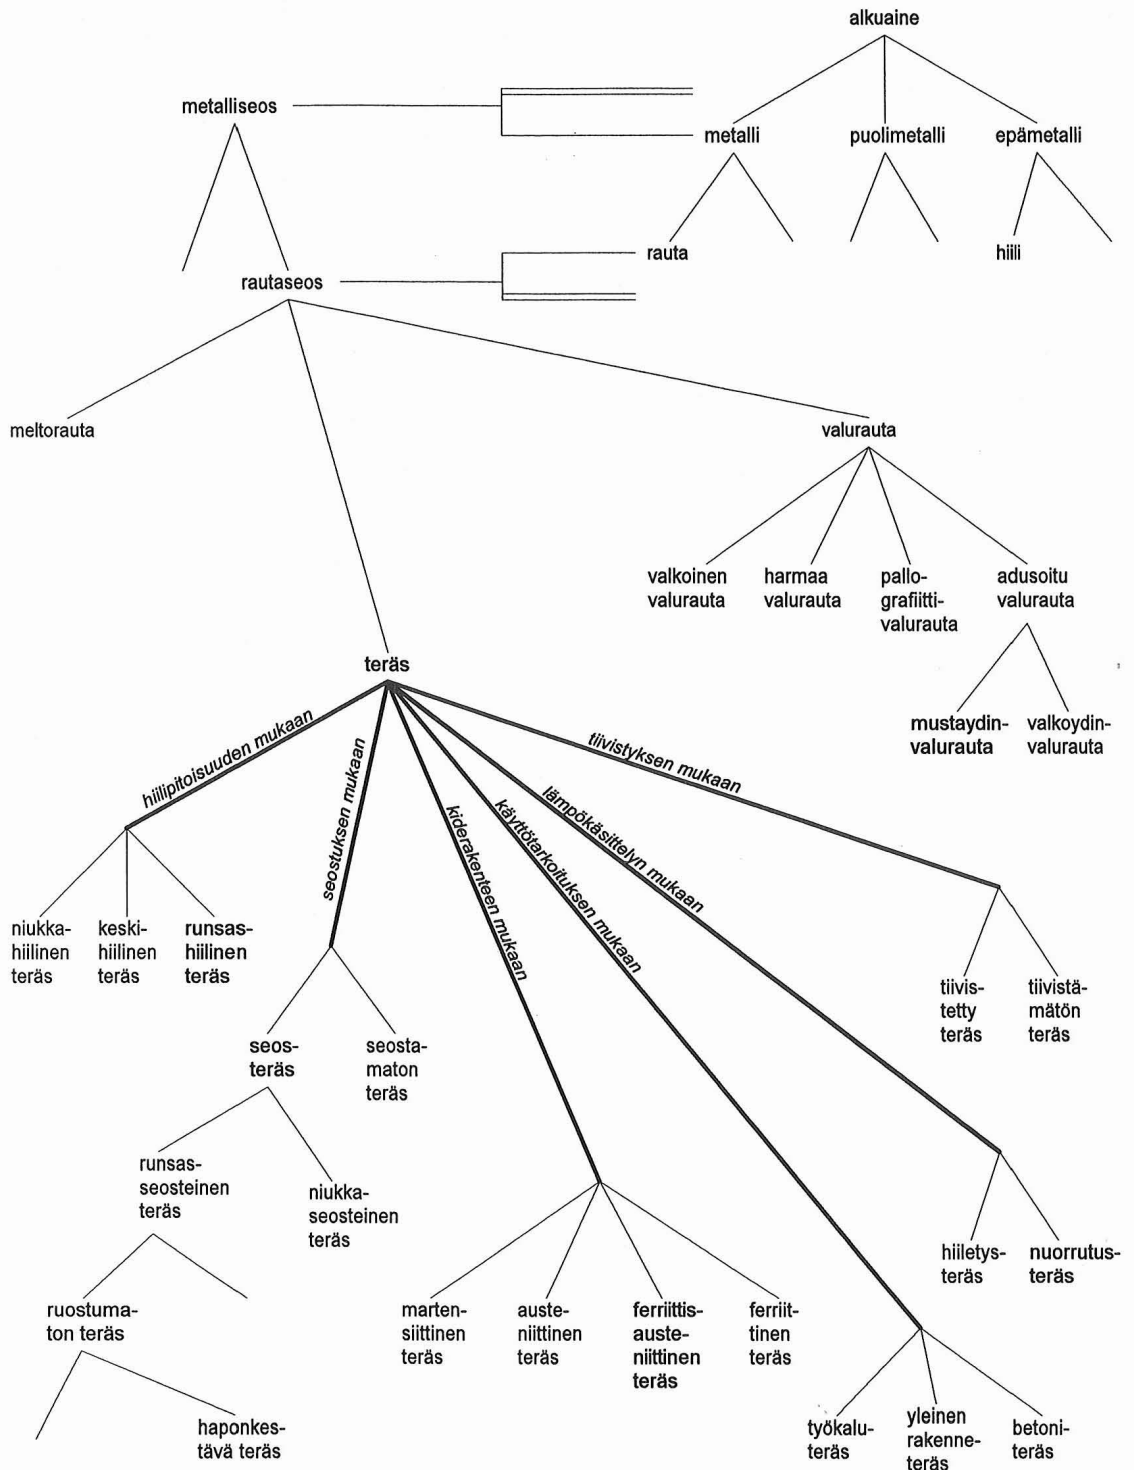 alkuaine
metalliseos
metalli
puolimetalli
epämetalli
rauta
hiili
rautaseos
meltorauta
valurauta
valkoinen
valurauta
harmaa
valurauta
pallo-
grafiitti-
valurauta
adusoitu
valurauta
teräs
mustaydin-
valurauta
valkoydin-
valurauta
hiilipitoisuuden mukaan
seostuksen mukaan
kiderakenteen mukaan
käyttötarkoituksen mukaan
lämpökäsittelyn mukaan
tiivistyksen mukaan
niukka-
hiilinen
teräs
keski-
hiilinen
teräs
runsas-
hiilinen
teräs
tiivis-
tetty
teräs
tiivistä-
mätön
teräs
seos-
teräs
seosta-
maton
teräs
runsas-
seosteinen
teräs
niukka-
seosteinen
teräs
hiiletys-
teräs
nuorrutus-
teräs
ruostuma-
ton teräs
marten-
siittinen
teräs
auste-
niittinen
teräs
ferriittis-
auste-
niittinen
teräs
ferriit-
tinen
teräs
haponkes-
tävä teräs
työkalu-
teräs
yleinen
rakenne-
teräs
betoni-
teräs